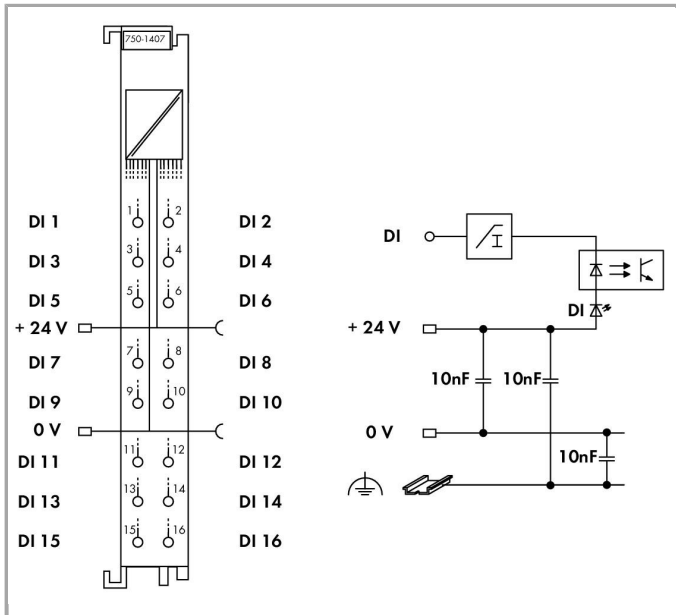 750-1407
1 2
DI 1 DI 2
3 4
DI 3 DI 4
5 6
DI 5 DI 6
+ 24 V
7 8
DI 7 DI 8
9 10
DI 9 DI 10
0 V
11 12
DI 11 DI 12
13 14
DI 13 DI 14
15 16
DI 15 DI 16
DI
I
DI
+ 24 V
10nF 10nF
0 V
10nF